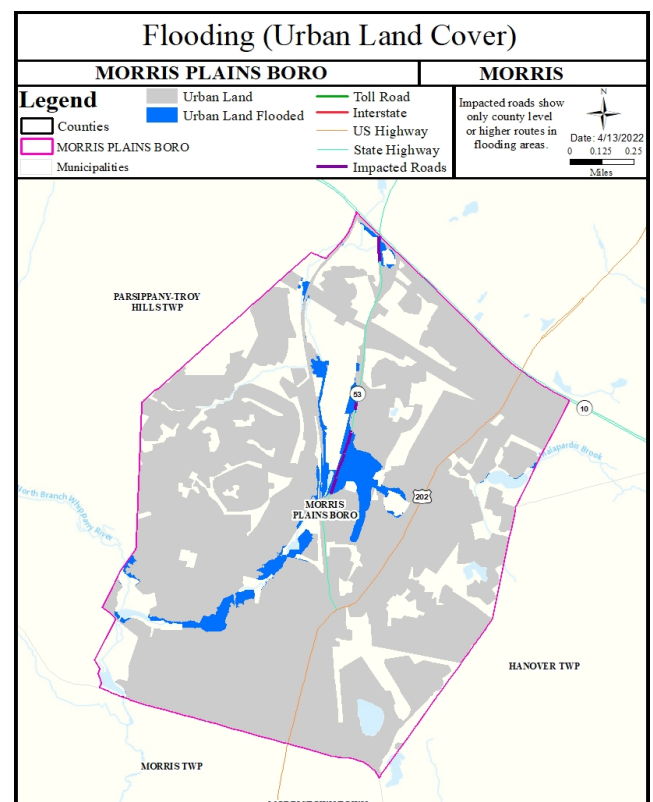 Flooding (Urban Land Cover)
MORRIS PLAINS BORO
MORRIS
Legend
Counties
MORRIS PLAINS BORO
Municipalities
Urban Land
Urban Land Flooded
Toll Road
Interstate
US Highway
State Highway
Impacted Roads
Impacted roads show
only county level
or higher routes in
flooding areas.
N
Date: 4/13/2022
0 0.125 0.25
Miles
PARSIPPANY-TROY
HILLS TWP
53
10
Malapardis Brook
202
North Branch Whippany River
MORRIS
PLAINS BORO
HANOVER TWP
MORRIS TWP